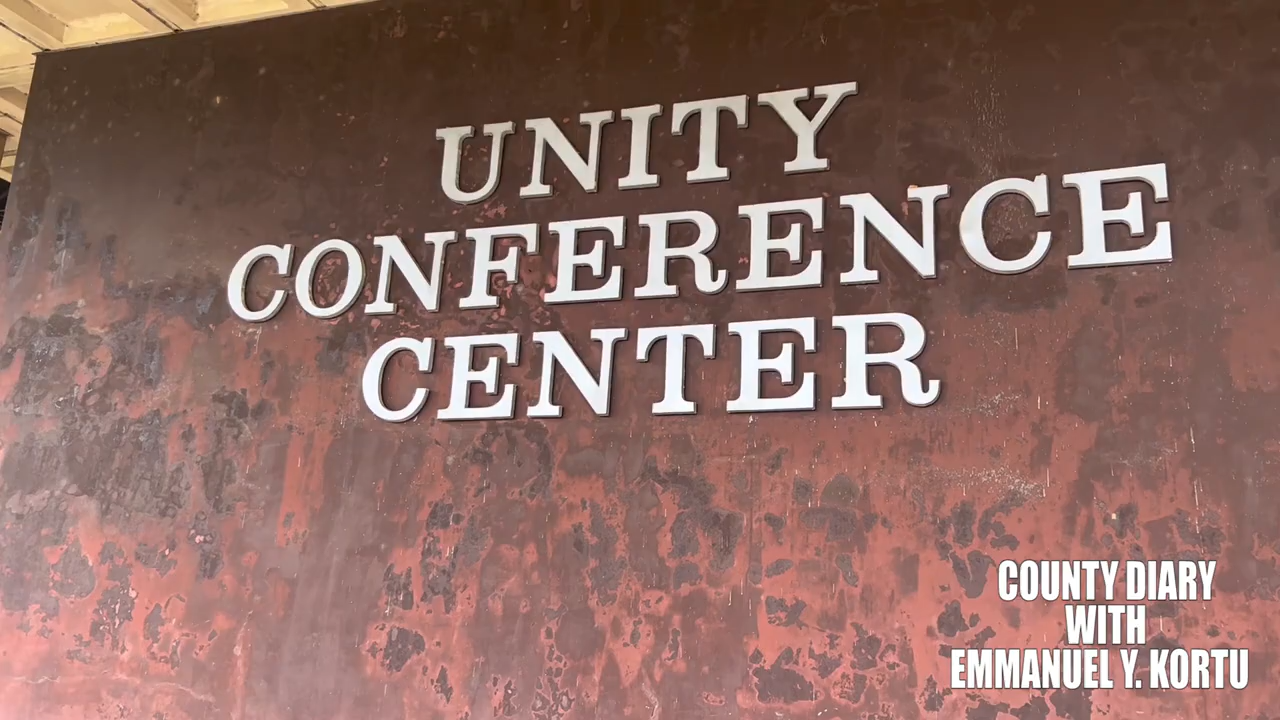 UNITY
CONFERENCE
CENTER
COUNTY DIARY
WITH
EMMANUEL Y. KORTU